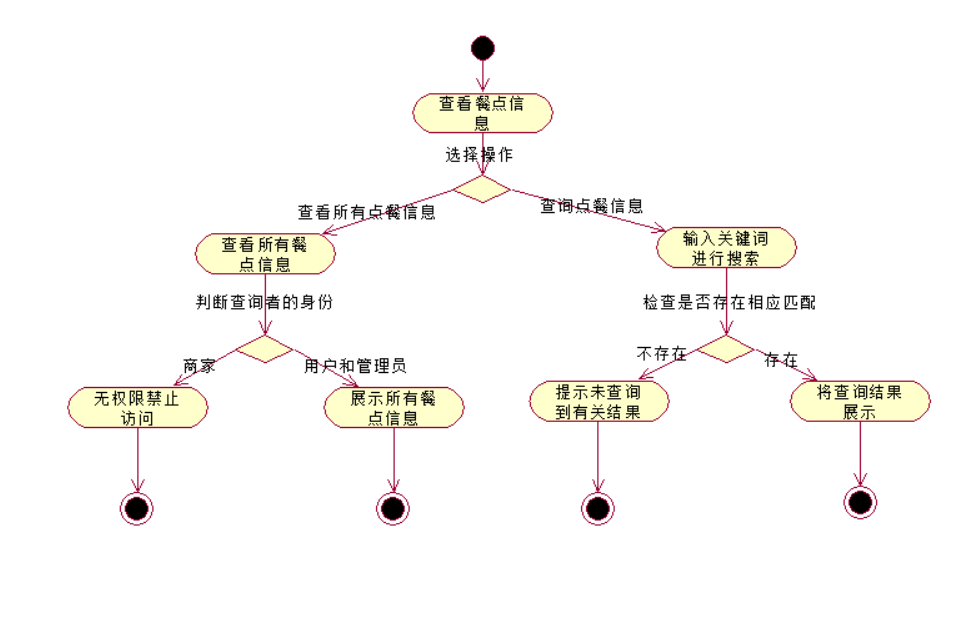 查看餐点信
息
选择操作
查看所有点餐信息
查询点餐信息
查看所有餐
点信息
输入关键词
进行搜索
判断查询者的身份
检查是否存在相应匹配
商家
用户和管理员
不存在
存在
无权限禁止
访问
展示所有餐
点信息
提示未查询
到有关结果
将查询结果
展示